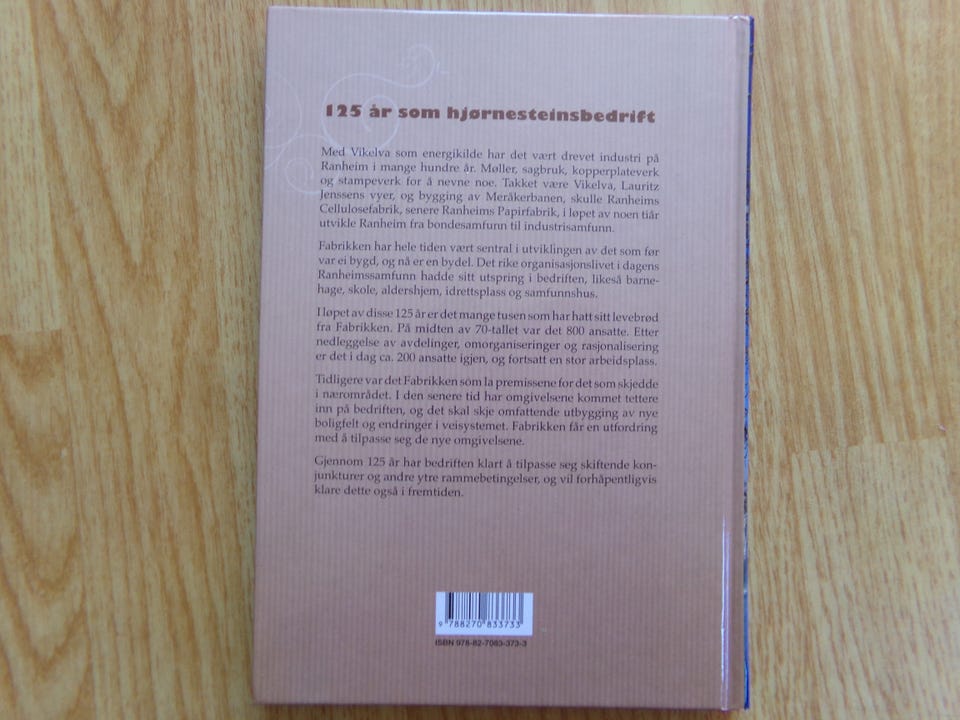 125 år som hjørnesteinsbedrift
Med Vikelva som energikilde har det vært drevet industri på
Ranheim i mange hundre år. Møller, sagbruk, kopperplateverk
og stampeverk for å nevne noe. Takket være Vikelva, Lauritz
Jenssens vyer, og bygging av Meråkerbanen, skulle Ranheims
Cellulosefabrik, senere Ranheims Papirfabrik, i løpet av noen tiår
utvikle Ranheim fra bondesamfunn til industrisamfunn.
Fabrikken har hele tiden vært sentral i utviklingen av det som før
var ei bygd, og nå er en bydel. Det rike organisasjonslivet i dagens
Ranheimssamfunn hadde sitt utspring i bedriften, likeså barne-
hage, skole, aldershjem, idrettsplass og samfunnshus.
I løpet av disse 125 år er det mange tusen som har hatt sitt levebrød
fra Fabrikken. På midten av 70-tallet var det 800 ansatte. Etter
nedleggelse av avdelinger, omorganiseringer og rasjonalisering
er det i dag ca. 200 ansatte igjen, og fortsatt en stor arbeidsplass.
Tidligere var det Fabrikken som la premissene for det som skjedde
i nærområdet. I den senere tid har omgivelsene kommet tettere
inn på bedriften, og det skal skje omfattende utbygging av nye
boligfelt og endringer i veisystemet. Fabrikken får en utfordring
med å tilpasse seg de nye omgivelsene.
Gjennom 125 år har bedriften klart å tilpasse seg skiftende kon-
junkturer og andre ytre rammebetingelser, og vil forhåpentligvis
klare dette også i fremtiden.
9 788270 833733
ISBN 978-82-7083-373-3